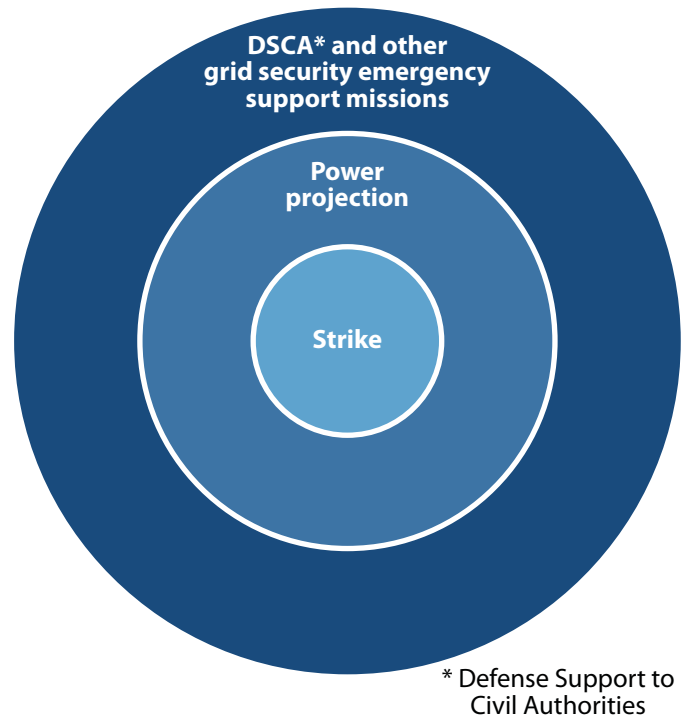 DSCA* and other
grid security emergency
support missions
Power
projection
Strike
* Defense Support to
Civil Authorities